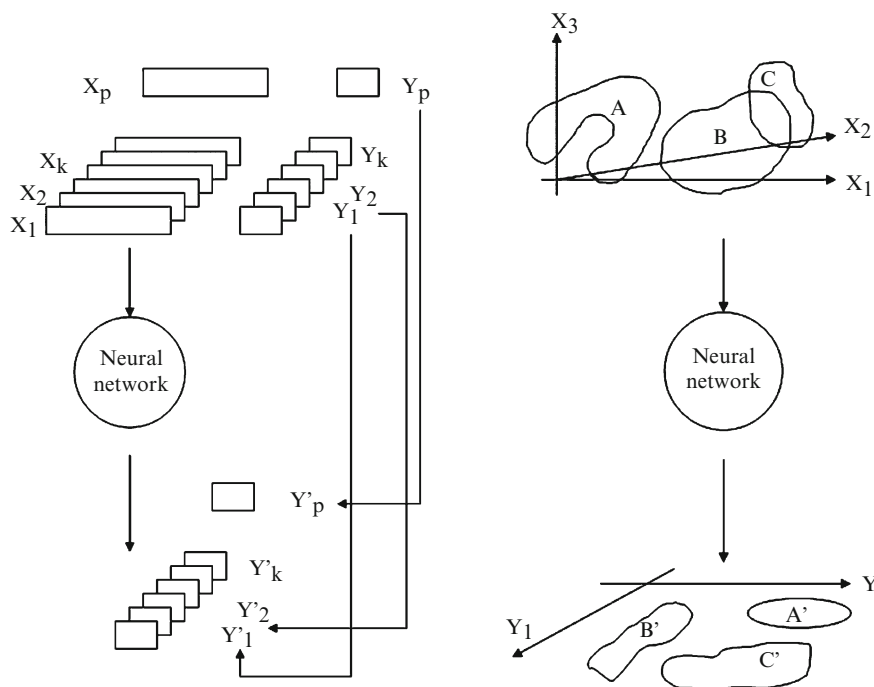 X₃
Xₚ Yₚ C
A
Xₖ Yₖ B X₂
X₂ Y₂
X₁ Y₁ X₁
Neural network
Neural network
Y'ₚ
Y'ₖ Y
Y'₂ Y₁ B' A'
Y'₁ C'